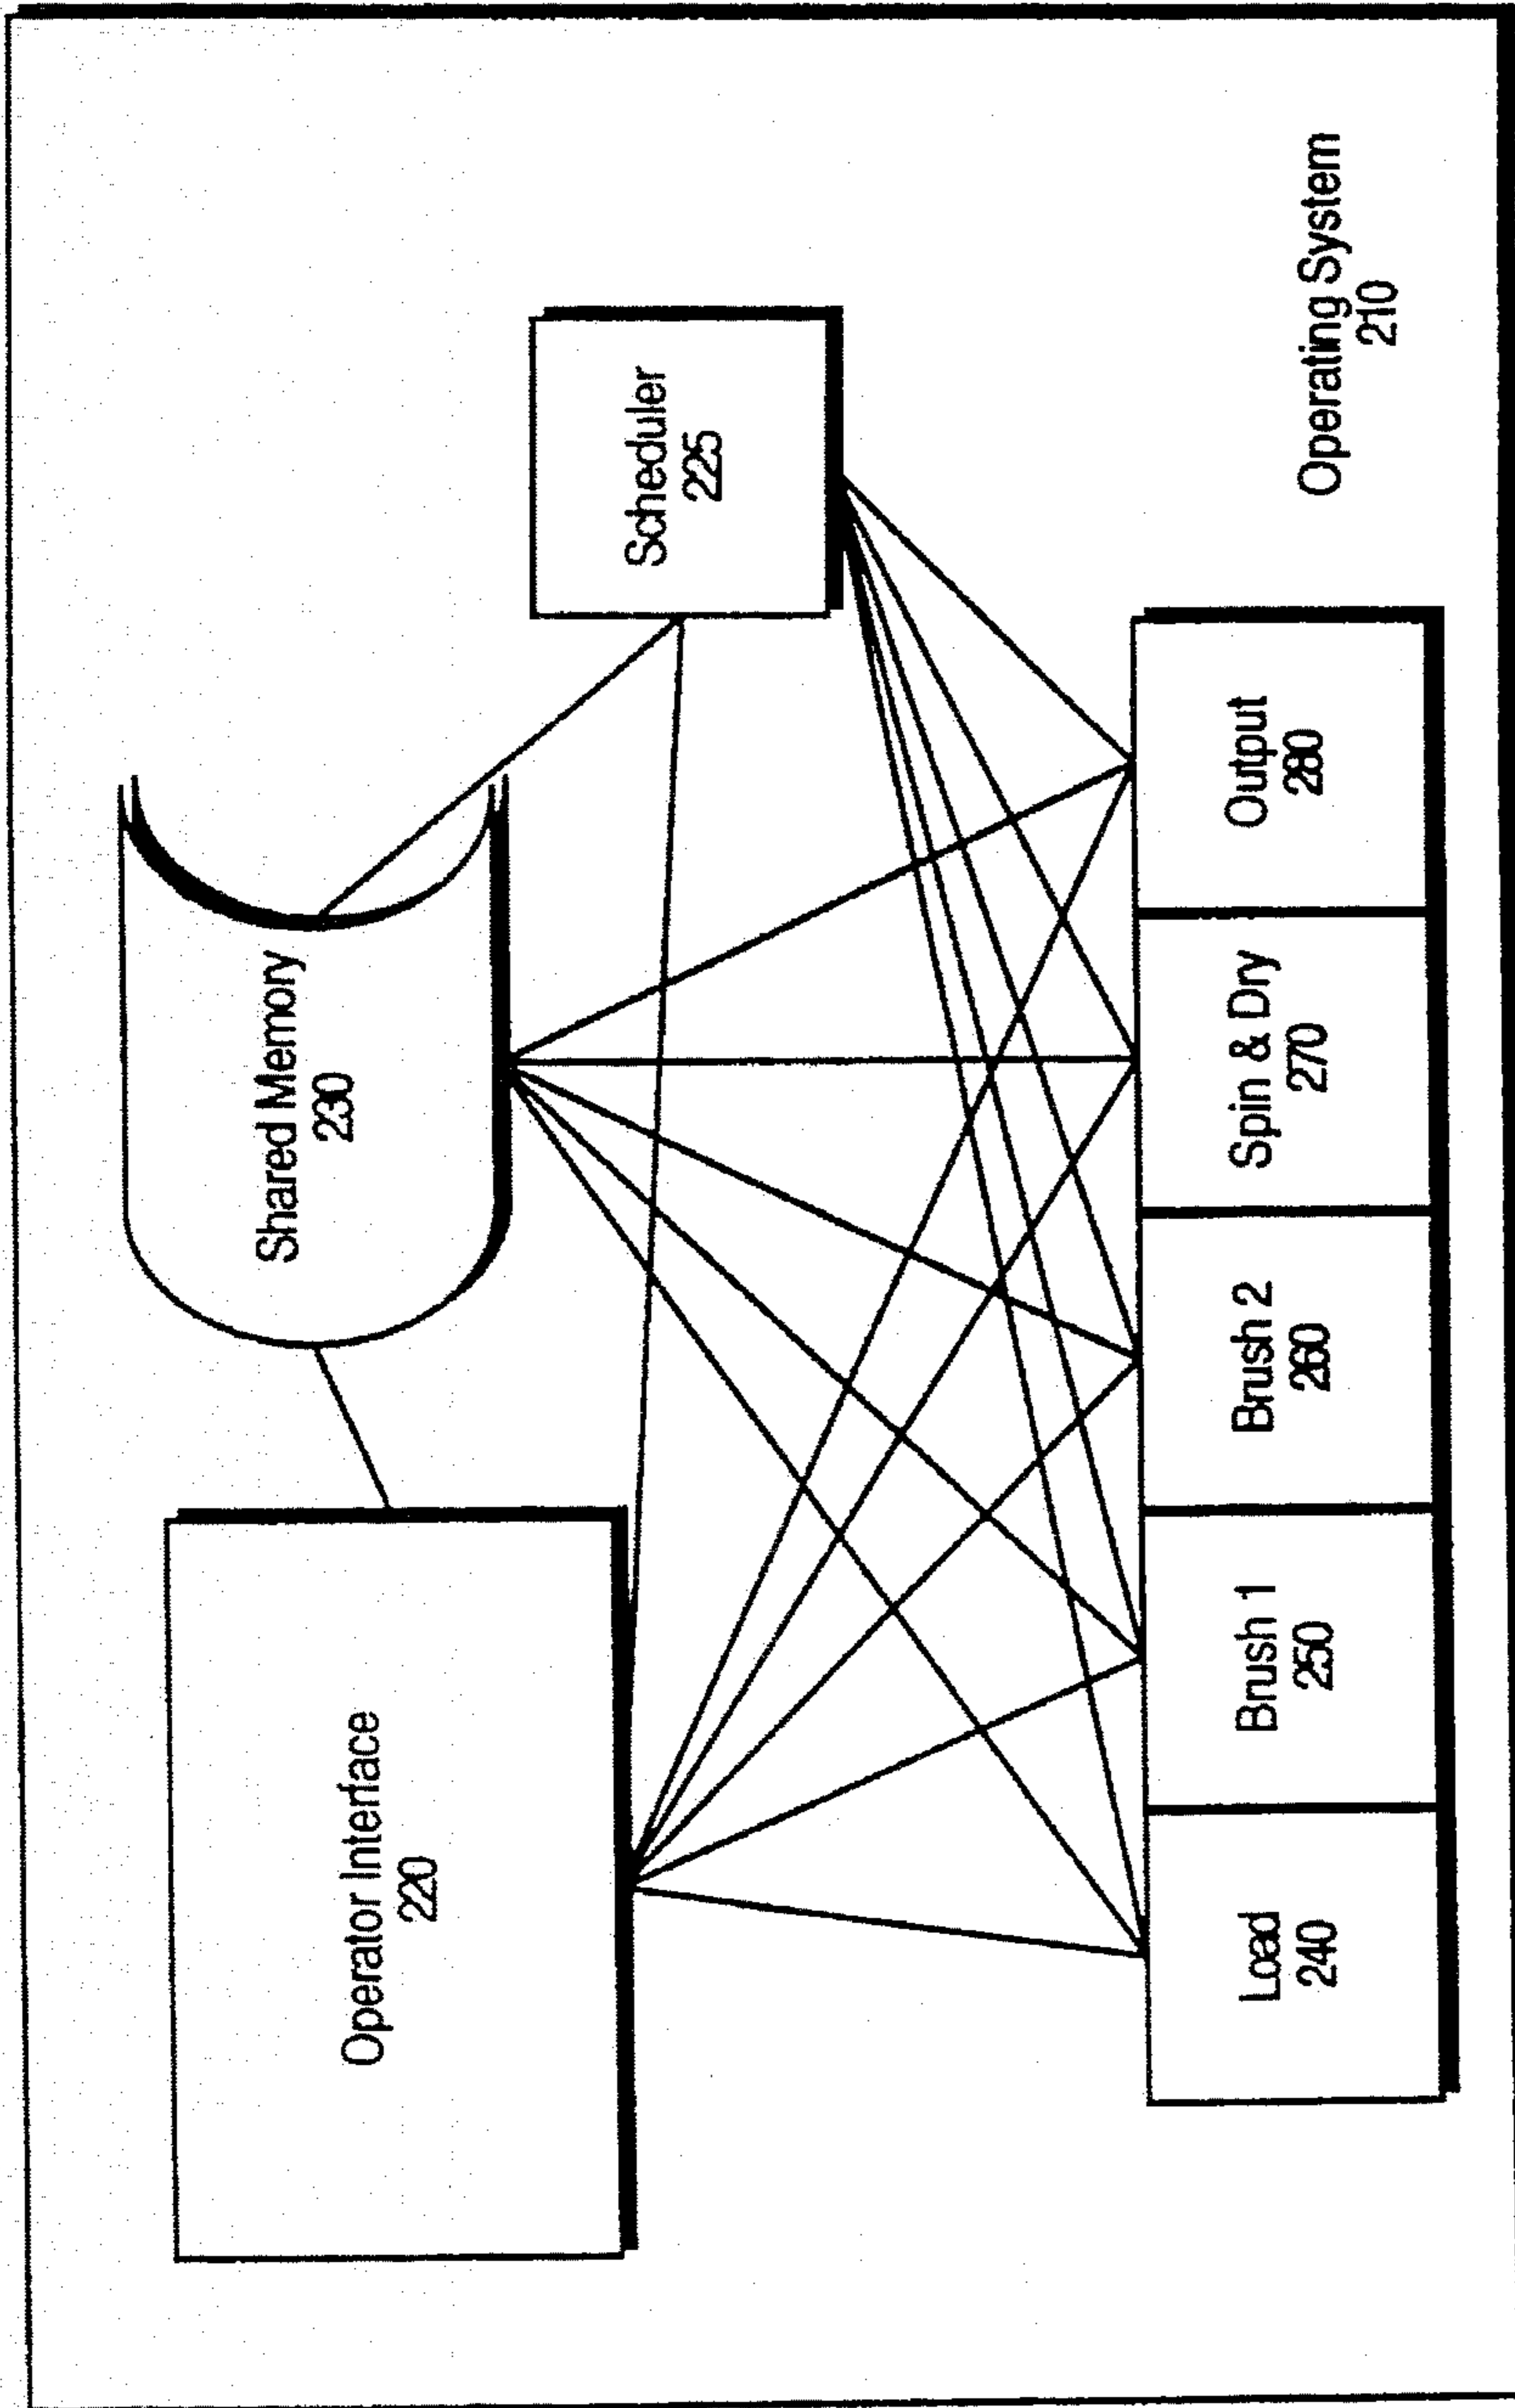 Operator Interface
220
Shared Memory
230
Scheduler
225
Load
240
Brush 1
250
Brush 2
260
Spin & Dry
270
Output
280
Operating System
210